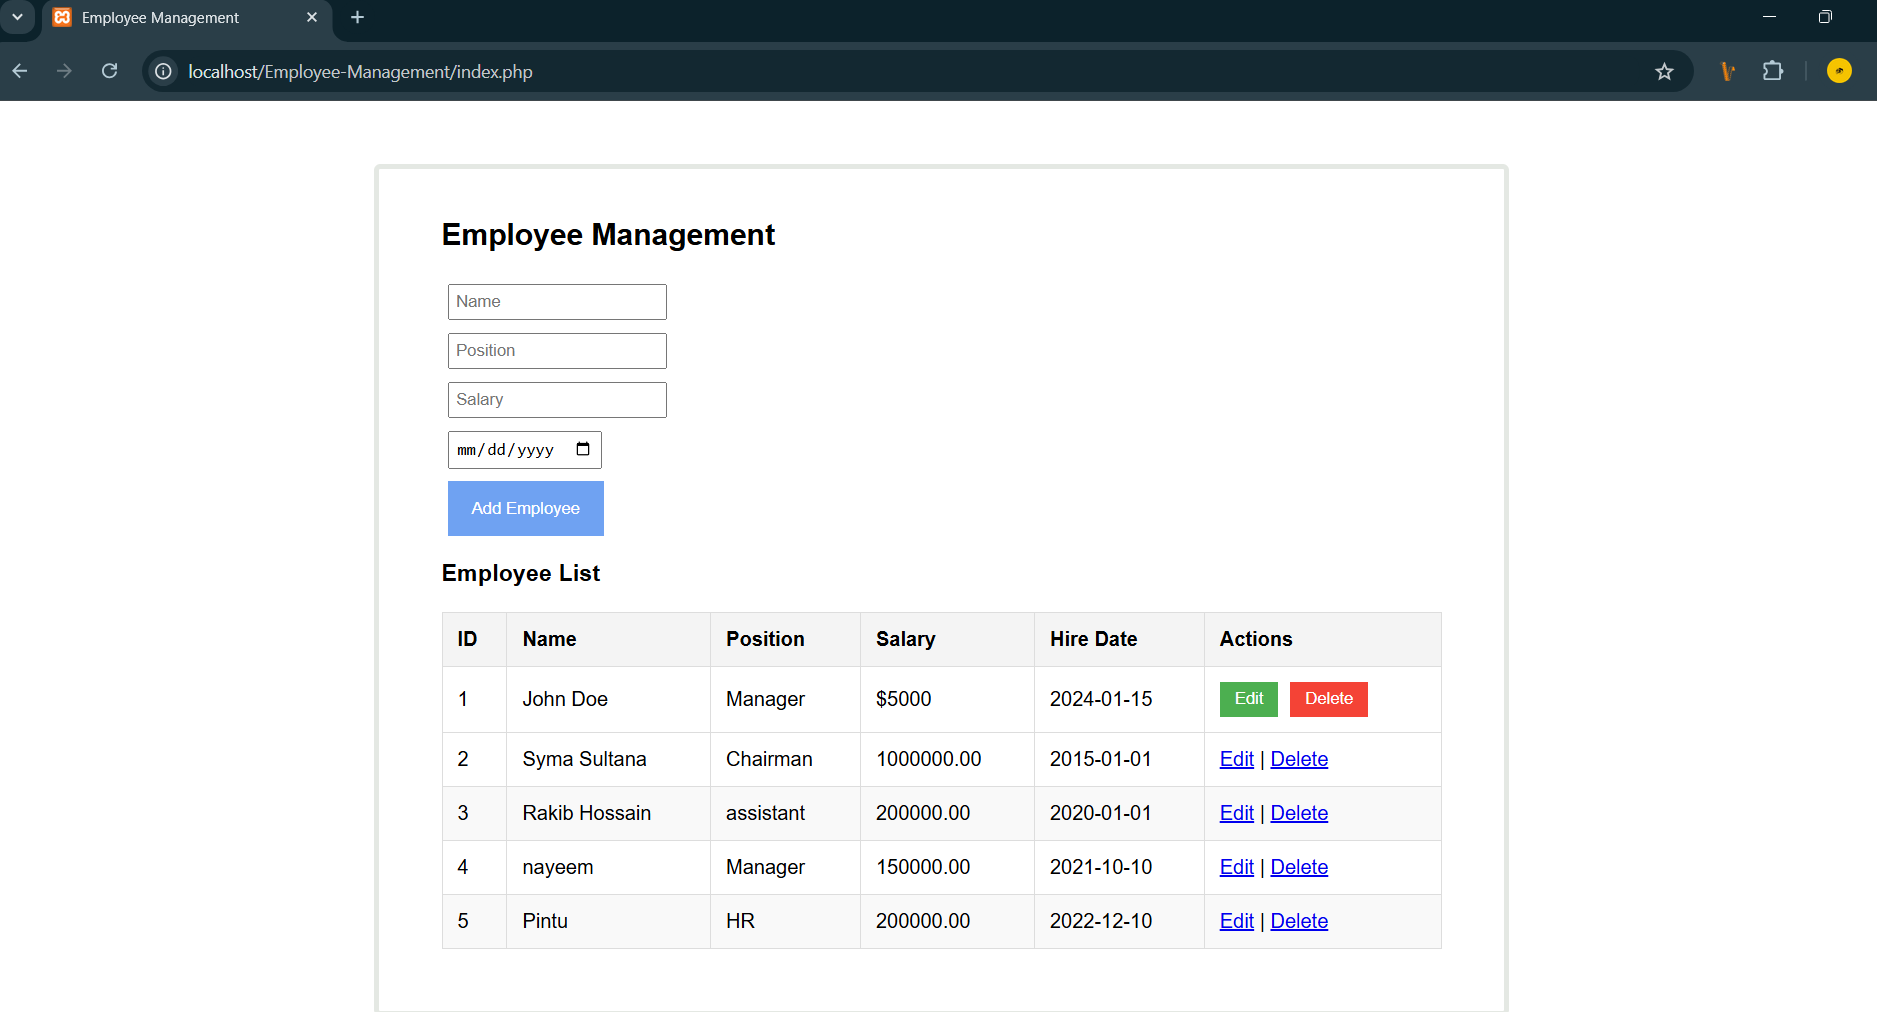 Employee Management
localhost/Employee-Management/index.php
Employee Management
Name
Position
Salary
mm/dd/yyyy
Add Employee
Employee List
ID Name Position Salary Hire Date Actions
1 John Doe Manager $5000 2024-01-15 Edit Delete
2 Syma Sultana Chairman 1000000.00 2015-01-01 Edit | Delete
3 Rakib Hossain assistant 200000.00 2020-01-01 Edit | Delete
4 nayeem Manager 150000.00 2021-10-10 Edit | Delete
5 Pintu HR 200000.00 2022-12-10 Edit | Delete